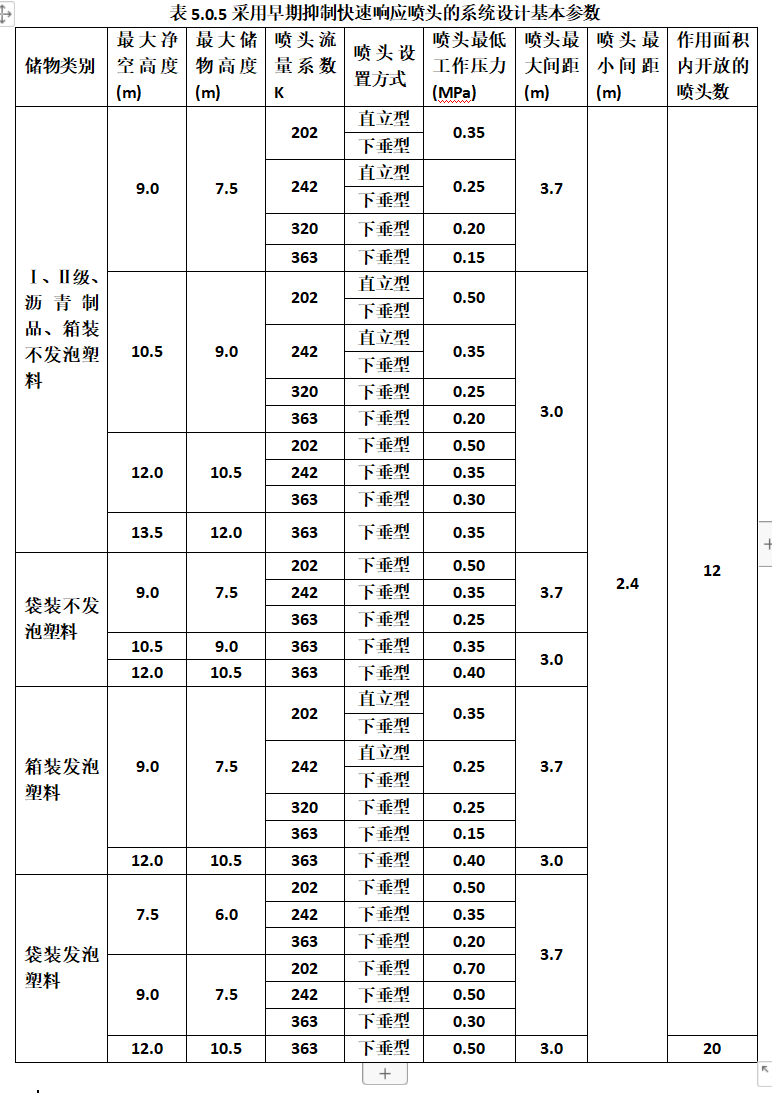 表 5.0.5 采用早期抑制快速响应喷头的系统设计基本参数
储物类别 最大净空高度(m) 最大储物高度(m) 喷头流量系数K 喷头设置方式 喷头最低工作压力(MPa) 喷头最大间距(m) 喷头最小间距(m) 作用面积内开放的喷头数
Ⅰ、Ⅱ级、沥青制品、箱装不发泡塑料 9.0 7.5 202 直立型 0.35 3.7 2.4 12
下垂型
242 直立型 0.25
下垂型
320 下垂型 0.20
363 下垂型 0.15
10.5 9.0 202 直立型 0.50 3.0
下垂型
242 直立型 0.35
下垂型
320 下垂型 0.25
363 下垂型 0.20
12.0 10.5 202 下垂型 0.50
242 下垂型 0.35
363 下垂型 0.30
13.5 12.0 363 下垂型 0.35
袋装不发泡塑料 9.0 7.5 202 下垂型 0.50 3.7
242 下垂型 0.35
363 下垂型 0.25
10.5 9.0 363 下垂型 0.35 3.0
12.0 10.5 363 下垂型 0.40
箱装发泡塑料 9.0 7.5 202 直立型 0.35 3.7
下垂型
242 直立型 0.25
下垂型
320 下垂型 0.25
363 下垂型 0.15
12.0 10.5 363 下垂型 0.40 3.0
袋装发泡塑料 7.5 6.0 202 下垂型 0.50 3.7
242 下垂型 0.35
363 下垂型 0.20
9.0 7.5 202 下垂型 0.70
242 下垂型 0.50
363 下垂型 0.30
12.0 10.5 363 下垂型 0.50 3.0 20